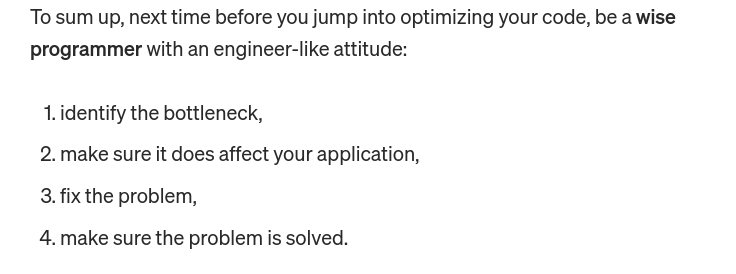 To sum up, next time before you jump into optimizing your code, be a wise
programmer with an engineer-like attitude:
1. identify the bottleneck,
2. make sure it does affect your application,
3. fix the problem,
4. make sure the problem is solved.